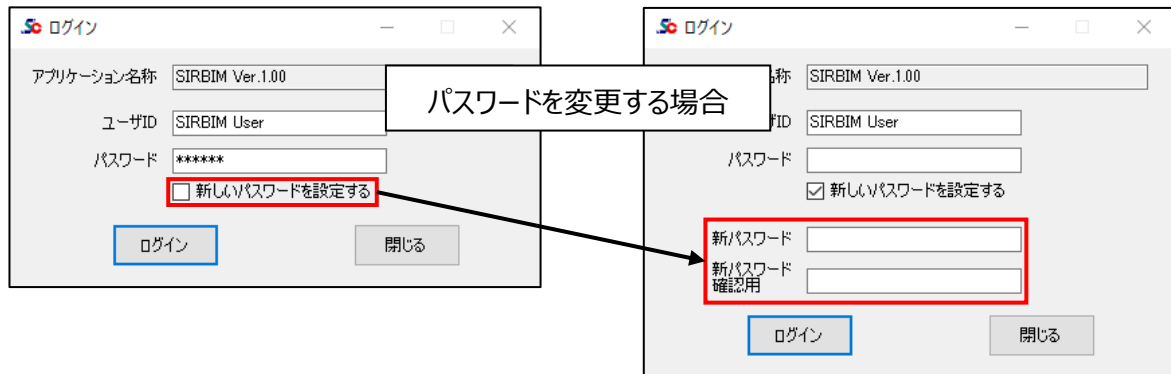 Sc ログイン
アプリケーション名称 SIRBIM Ver.1.00
ユーザID SIRBIM User
パスワード ******
新しいパスワードを設定する
ログイン 閉じる
パスワードを変更する場合
Sc ログイン
称 SIRBIM Ver.1.00
ザID SIRBIM User
パスワード
新しいパスワードを設定する
新パスワード
新パスワード
確認用
ログイン 閉じる